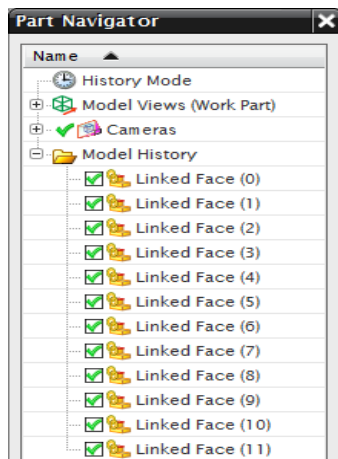 Part Navigator
Name
History Mode
Model Views (Work Part)
Cameras
Model History
Linked Face (0)
Linked Face (1)
Linked Face (2)
Linked Face (3)
Linked Face (4)
Linked Face (5)
Linked Face (6)
Linked Face (7)
Linked Face (8)
Linked Face (9)
Linked Face (10)
Linked Face (11)